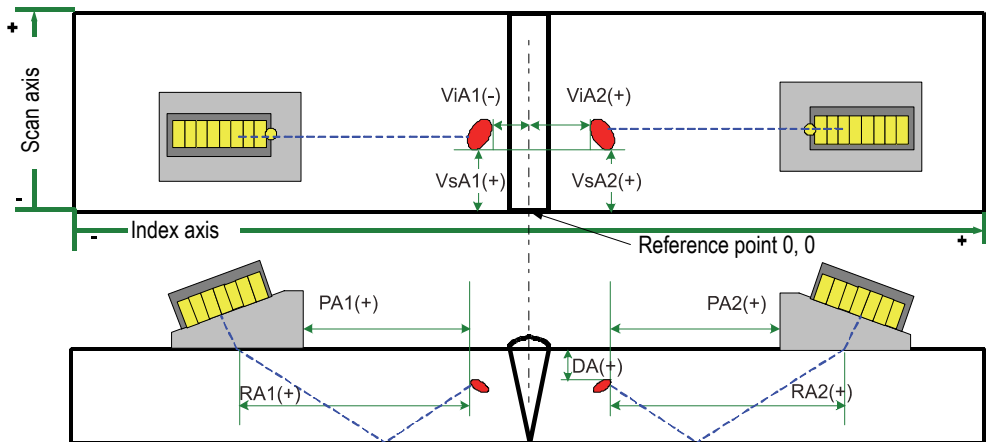 +
Scan axis
-
ViA1(-)
ViA2(+)
VsA1(+)
VsA2(+)
-
Index axis
+
Reference point 0, 0
PA1(+)
PA2(+)
DA(+)
RA1(+)
RA2(+)